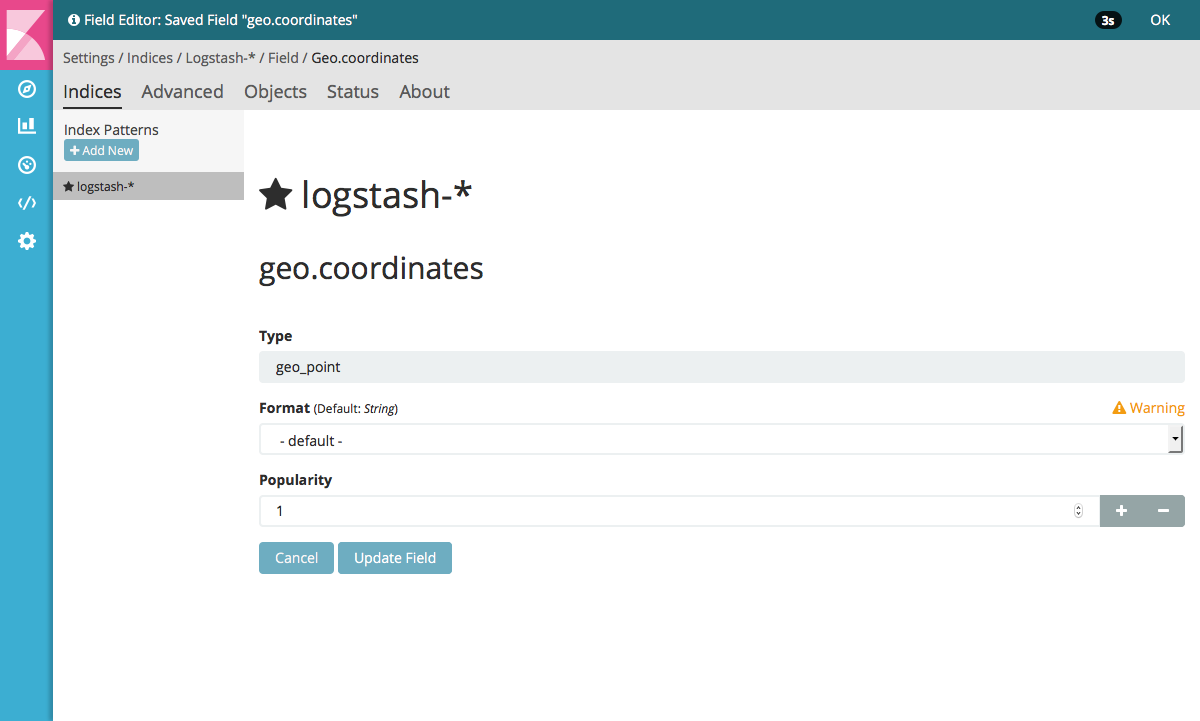 Field Editor: Saved Field "geo.coordinates"
3s
OK
Settings / Indices / Logstash-* / Field / Geo.coordinates
Indices Advanced Objects Status About
Index Patterns
Add New
logstash-*
logstash-*
geo.coordinates
Type
geo_point
Format (Default: String)
Warning
- default -
Popularity
1
Cancel
Update Field